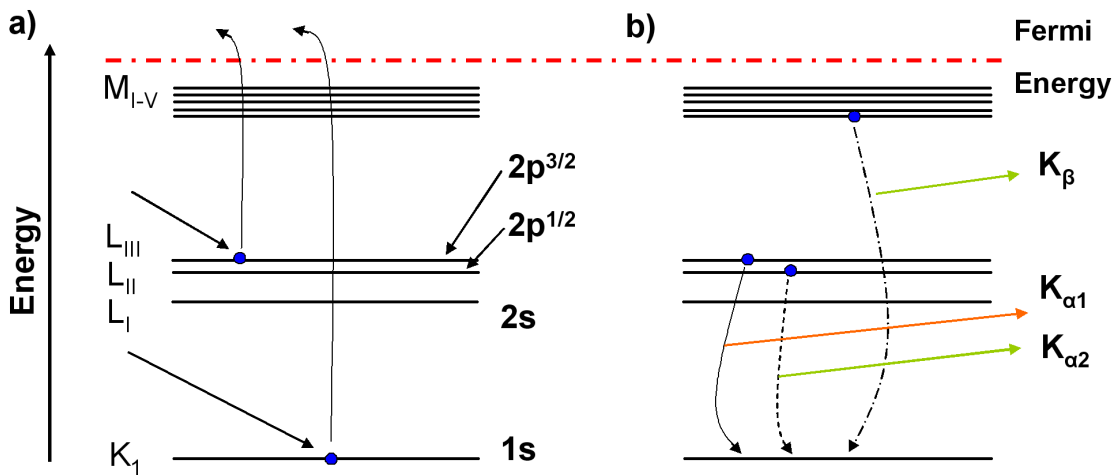 a)
b)
Fermi
Energy
M_I-V
2p^3/2
2p^1/2
K_β
Energy
L_III
L_II
L_I
2s
K_α1
K_α2
K_1
1s